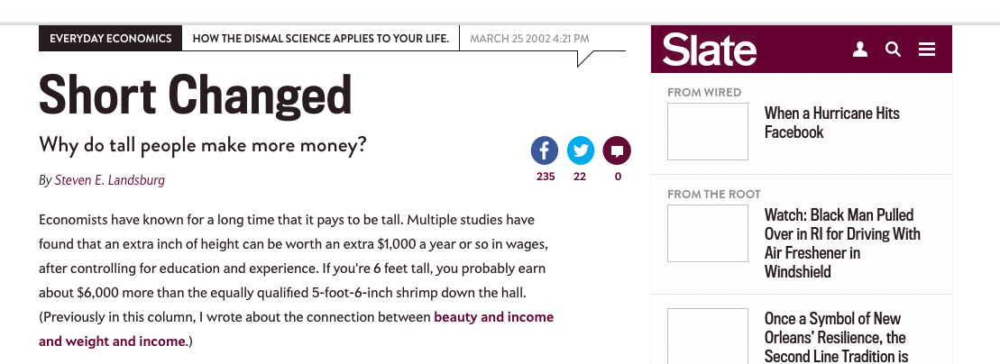 EVERYDAY ECONOMICS
HOW THE DISMAL SCIENCE APPLIES TO YOUR LIFE.
MARCH 25 2002 4:21 PM
Short Changed
Why do tall people make more money?
By Steven E. Landsburg
235
22
0
Economists have known for a long time that it pays to be tall. Multiple studies have
found that an extra inch of height can be worth an extra $1,000 a year or so in wages,
after controlling for education and experience. If you're 6 feet tall, you probably earn
about $6,000 more than the equally qualified 5-foot-6-inch shrimp down the hall.
(Previously in this column, I wrote about the connection between beauty and income
and weight and income.)
Slate
FROM WIRED
When a Hurricane Hits
Facebook
FROM THE ROOT
Watch: Black Man Pulled
Over in RI for Driving With
Air Freshener in
Windshield
Once a Symbol of New
Orleans’ Resilience, the
Second Line Tradition is